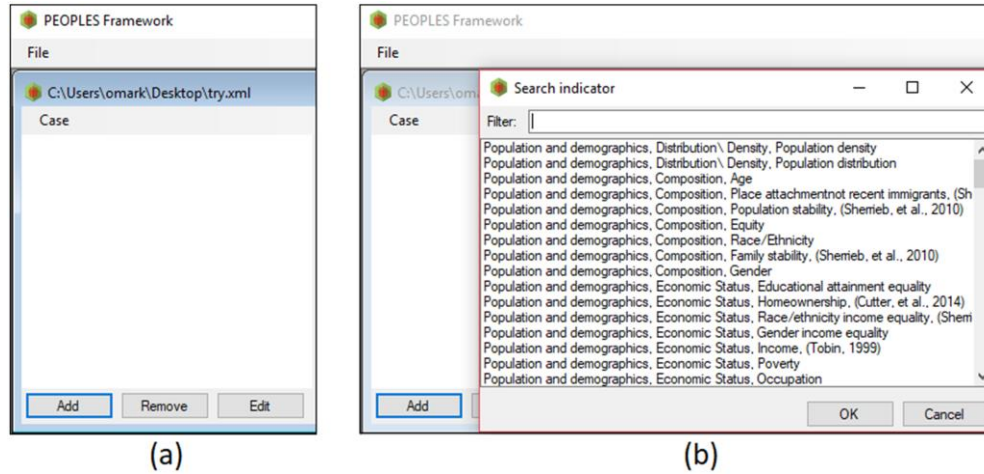 PEOPLES Framework
File
C:\Users\omark\Desktop\try.xml
Case
Add Remove Edit
(a)
PEOPLES Framework
File
C:\Users\om
Case
Add
Search indicator
Filter:
Population and demographics, Distribution\ Density, Population density
Population and demographics, Distribution\ Density, Population distribution
Population and demographics, Composition, Age
Population and demographics, Composition, Place attachmentnot recent immigrants, (Sh
Population and demographics, Composition, Population stability, (Sherrieb, et al., 2010)
Population and demographics, Composition, Equity
Population and demographics, Composition, Race/Ethnicity
Population and demographics, Composition, Family stability, (Sherrieb, et al., 2010)
Population and demographics, Composition, Gender
Population and demographics, Economic Status, Educational attainment equality
Population and demographics, Economic Status, Homeownership, (Cutter, et al., 2014)
Population and demographics, Economic Status, Race/ethnicity income equality, (Sherri
Population and demographics, Economic Status, Gender income equality
Population and demographics, Economic Status, Income, (Tobin, 1999)
Population and demographics, Economic Status, Poverty
Population and demographics, Economic Status, Occupation
OK Cancel
(b)